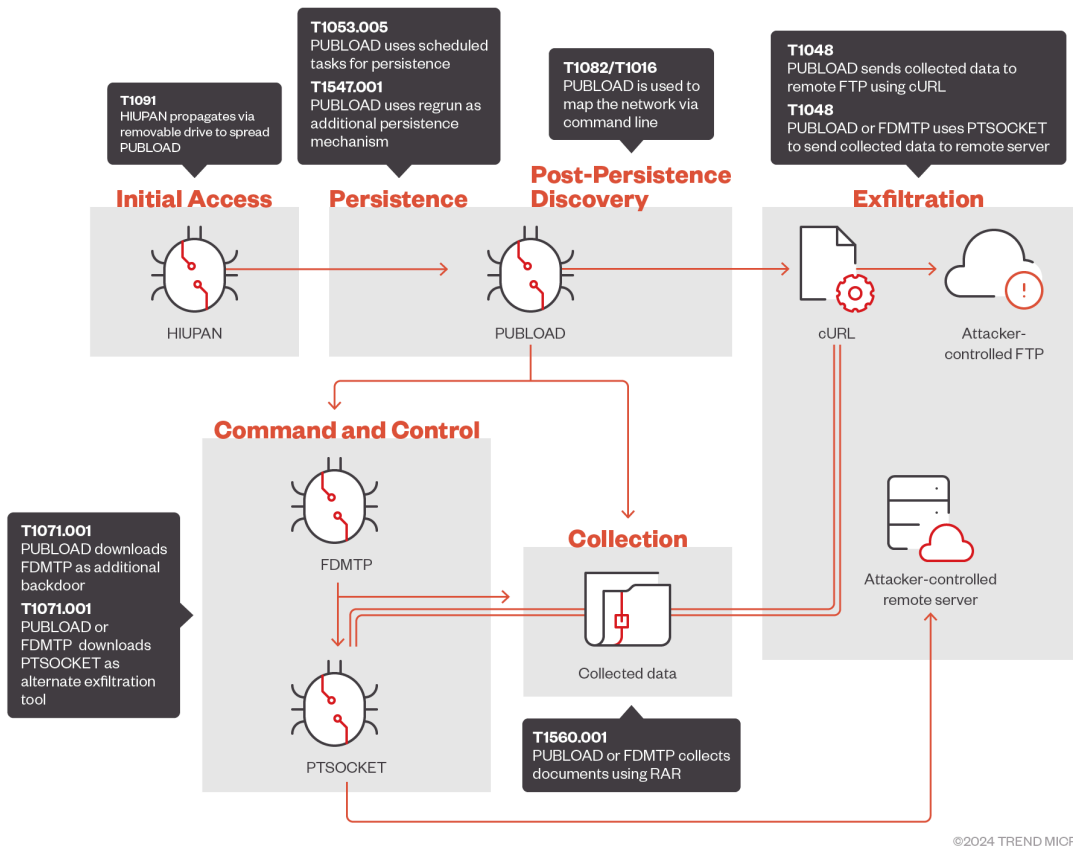 T1053.005
PUBLOAD uses scheduled
tasks for persistence
T1547.001
PUBLOAD uses regrun as
additional persistence
mechanism
T1082/T1016
PUBLOAD is used to
map the network via
command line
T1048
PUBLOAD sends collected data to
remote FTP using cURL
T1048
PUBLOAD or FDMTP uses PTSOCKET
to send collected data to remote server
T1091
HIUPAN propagates via
removable drive to spread
PUBLOAD
Initial Access
Persistence
Post-Persistence
Discovery
Exfiltration
HIUPAN
PUBLOAD
cURL
Attacker-
controlled FTP
Command and Control
FDMTP
T1071.001
PUBLOAD downloads
FDMTP as additional
backdoor
T1071.001
PUBLOAD or
FDMTP downloads
PTSOCKET as
alternate exfiltration
tool
Collection
Collected data
Attacker-controlled
remote server
PTSOCKET
T1560.001
PUBLOAD or FDMTP collects
documents using RAR
©2024 TREND MICR